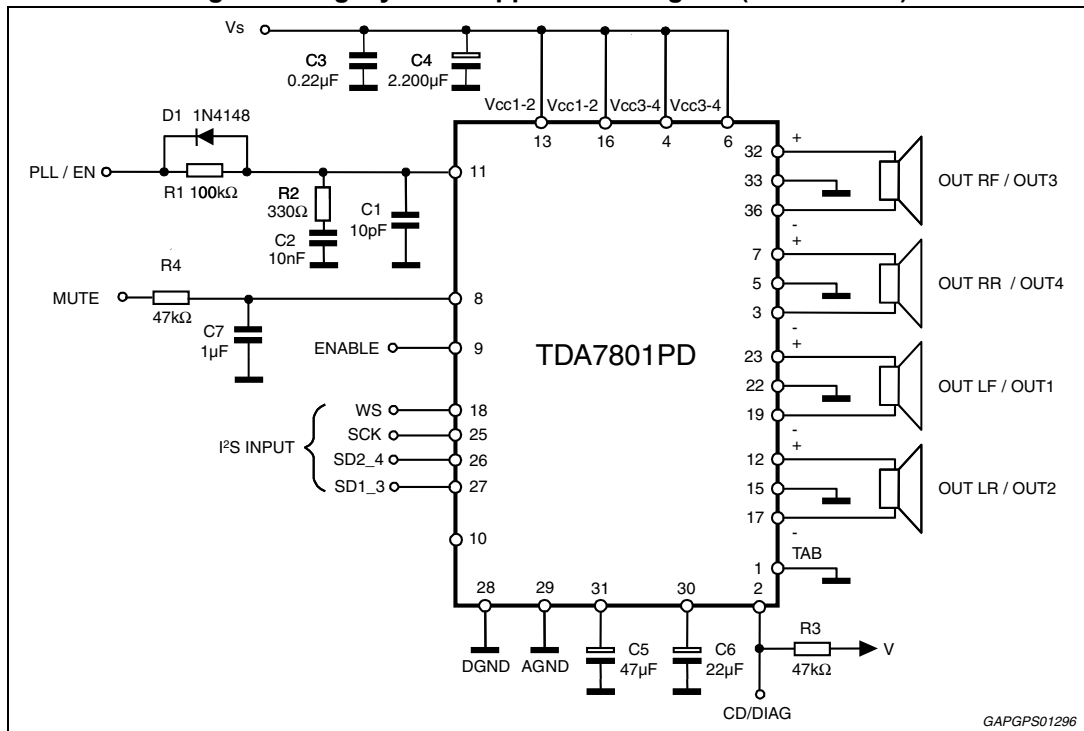 Vs
C3
0.22µF
C4
2.200µF
Vcc1-2 Vcc1-2 Vcc3-4 Vcc3-4
13 16 4 6
D1 1N4148
PLL / EN
R1 100kΩ
R2
330Ω
C2
10nF
C1
10pF
11
R4
MUTE
47kΩ
C7
1µF
8
ENABLE
9
I²S INPUT
WS
18
SCK
25
SD2_4
26
SD1_3
27
10
TDA7801PD
32
+
33
36
-
OUT RF / OUT3
7
+
5
3
-
OUT RR / OUT4
23
+
22
19
-
OUT LF / OUT1
12
+
15
17
-
OUT LR / OUT2
TAB
1
28 29 31 30 2
DGND
AGND
C5
47µF
C6
22µF
R3
47kΩ
V
CD/DIAG
GAPGPS01296